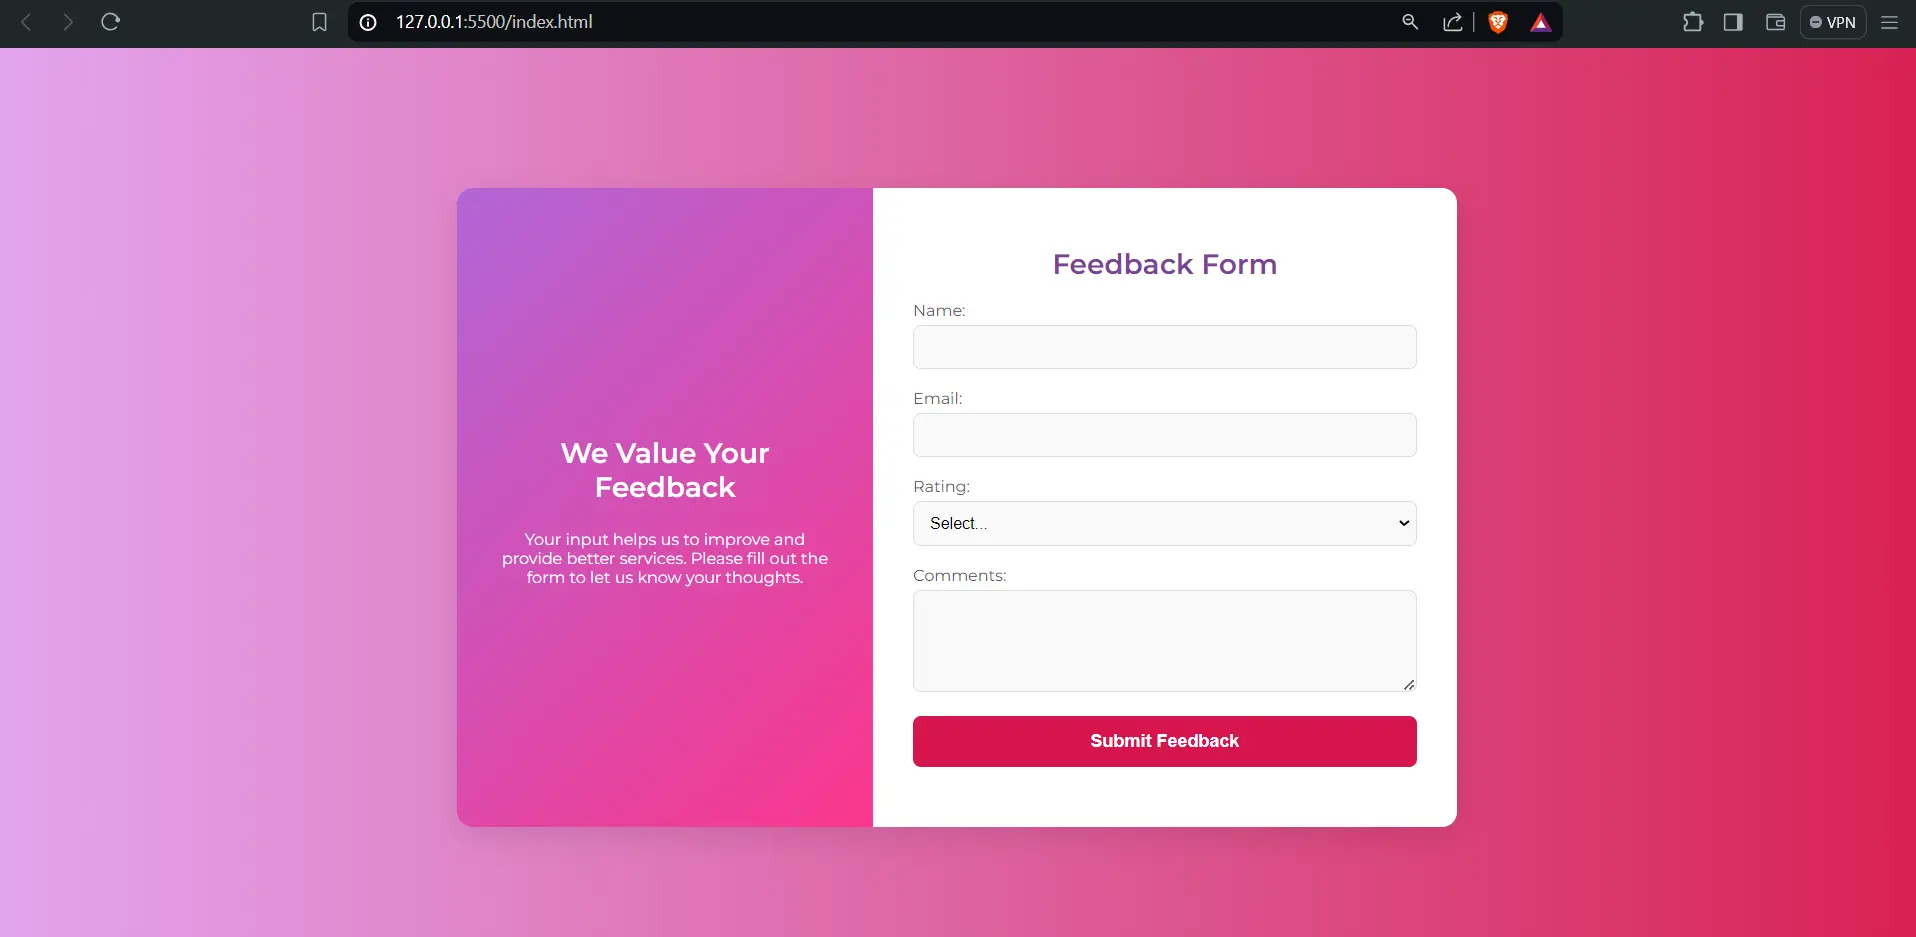 127.0.0.1:5500/index.html
VPN
We Value Your
Feedback
Your input helps us to improve and
provide better services. Please fill out the
form to let us know your thoughts.
Feedback Form
Name:
Email:
Rating:
Select...
Comments:
Submit Feedback